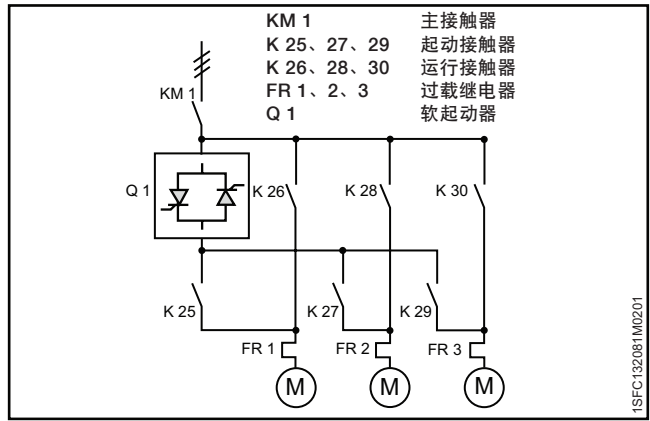 KM 1 主接触器
K 25、27、29 起动接触器
K 26、28、30 运行接触器
FR 1、2、3 过载继电器
Q 1 软起动器
KM 1
Q 1
K 26
K 28
K 30
K 25
K 27
K 29
FR 1
FR 2
FR 3
M
M
M
1SFC132081M0201